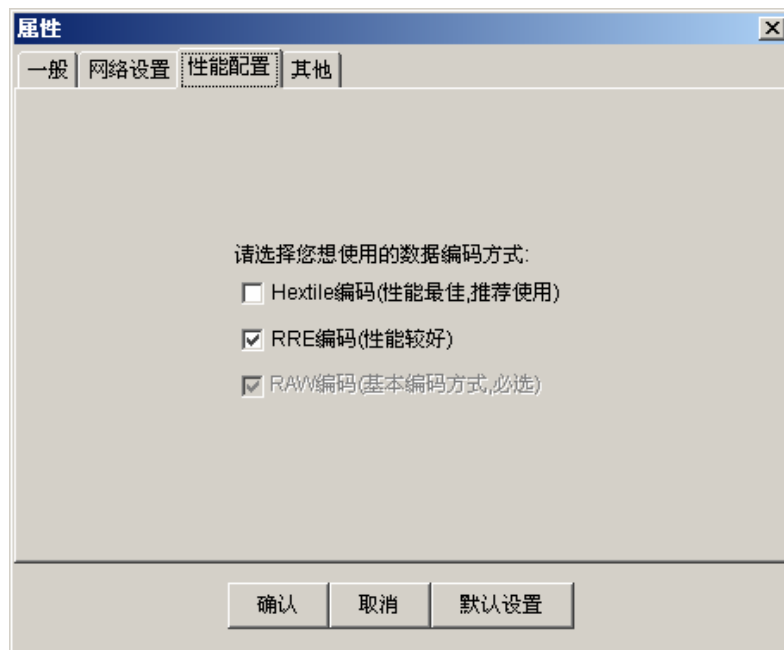 属性
一般 网络设置 性能配置 其他
请选择您想使用的数据编码方式:
Hextile编码(性能最佳,推荐使用)
RRE编码(性能较好)
RAW编码(基本编码方式,必选)
确认 取消 默认设置